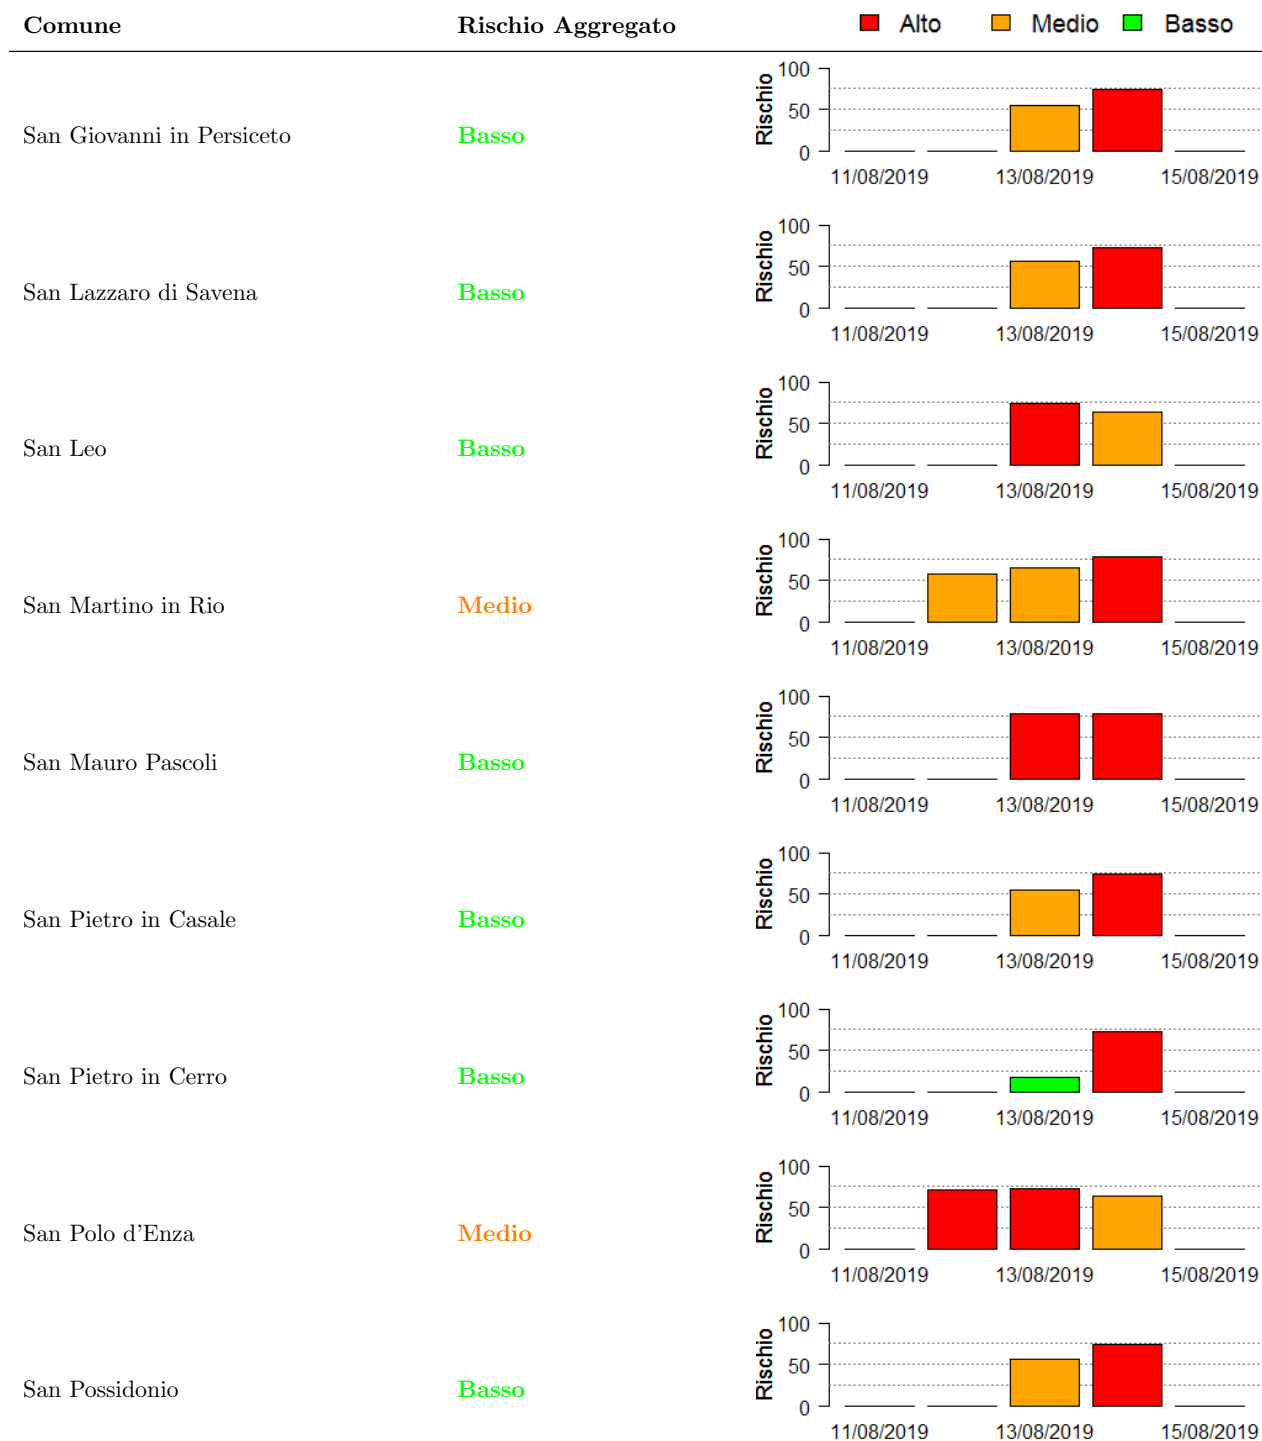 Comune Rischio Aggregato Alto Medio Basso
100
50
0
Rischio
San Giovanni in Persiceto Basso
11/08/2019 13/08/2019 15/08/2019
100
50
0
Rischio
San Lazzaro di Savena Basso
11/08/2019 13/08/2019 15/08/2019
100
50
0
Rischio
San Leo Basso
11/08/2019 13/08/2019 15/08/2019
100
50
0
Rischio
San Martino in Rio Medio
11/08/2019 13/08/2019 15/08/2019
100
50
0
Rischio
San Mauro Pascoli Basso
11/08/2019 13/08/2019 15/08/2019
100
50
0
Rischio
San Pietro in Casale Basso
11/08/2019 13/08/2019 15/08/2019
100
50
0
Rischio
San Pietro in Cerro Basso
11/08/2019 13/08/2019 15/08/2019
100
50
0
Rischio
San Polo d'Enza Medio
11/08/2019 13/08/2019 15/08/2019
100
50
0
Rischio
San Possidonio Basso
11/08/2019 13/08/2019 15/08/2019